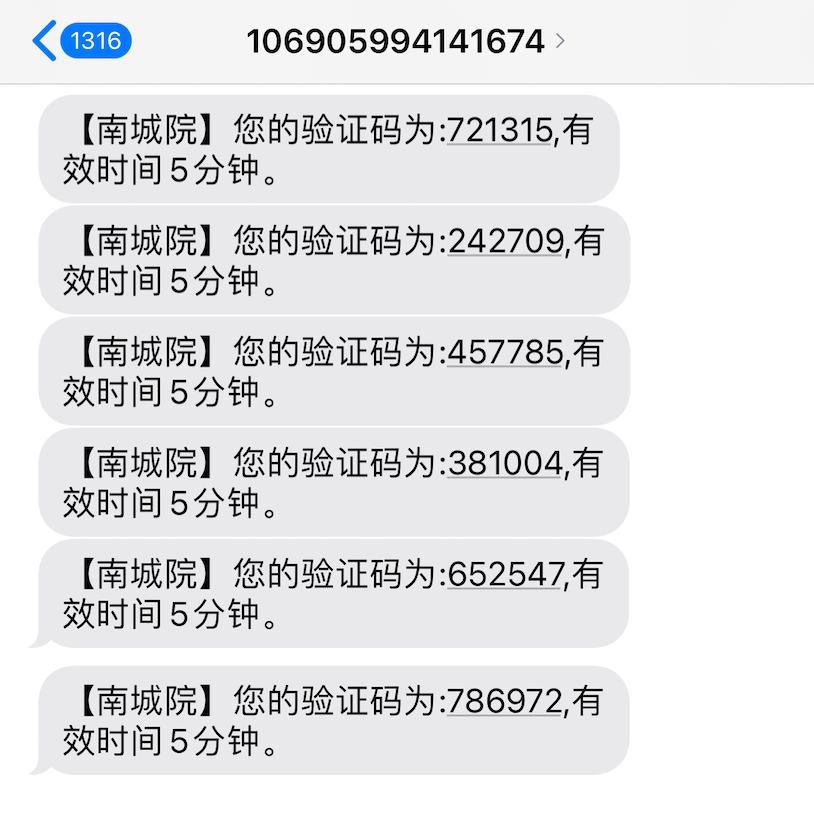 1316
106905994141674
【南城院】您的验证码为:721315,有
效时间5分钟。
【南城院】您的验证码为:242709,有
效时间5分钟。
【南城院】您的验证码为:457785,有
效时间5分钟。
【南城院】您的验证码为:381004,有
效时间5分钟。
【南城院】您的验证码为:652547,有
效时间5分钟。
【南城院】您的验证码为:786972,有
效时间5分钟。